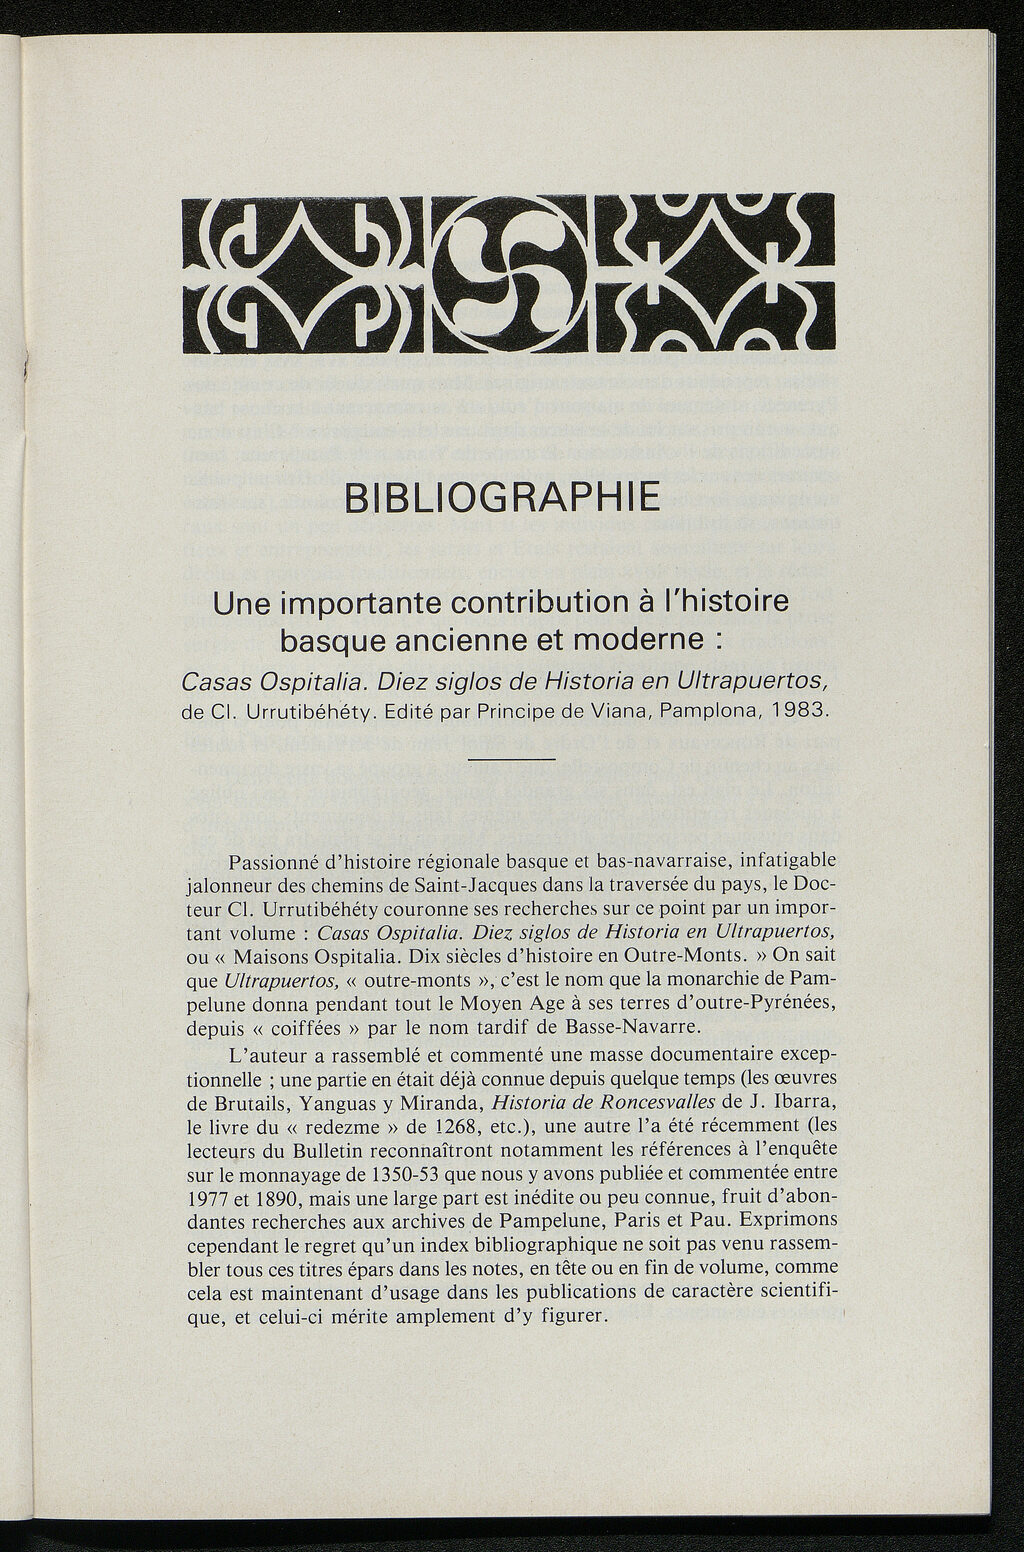 BIBLIOGRAPHIE
Une importante contribution à l'histoire
basque ancienne et moderne :
Casas Ospitalia. Diez siglos de Historia en Ultrapuertos,
de Cl. Urrutibéhéty. Edité par Principe de Viana, Pamplona, 1983.
Passionné d'histoire régionale basque et bas-navarraise, infatigable
jalonneur des chemins de Saint-Jacques dans la traversée du pays, le Doc-
teur Cl. Urrutibéhéty couronne ses recherches sur ce point par un impor-
tant volume : Casas Ospitalia. Diez siglos de Historia en Ultrapuertos,
ou « Maisons Ospitalia. Dix siècles d'histoire en Outre-Monts. » On sait
que Ultrapuertos, « outre-monts », c'est le nom que la monarchie de Pam-
pelune donna pendant tout le Moyen Age à ses terres d'outre-Pyrénées,
depuis « coiffées » par le nom tardif de Basse-Navarre.
L'auteur a rassemblé et commenté une masse documentaire excep-
tionnelle ; une partie en était déjà connue depuis quelque temps (les œuvres
de Brutails, Yanguas y Miranda, Historia de Roncesvalles de J. Ibarra,
le livre du « redezme » de 1268, etc.), une autre l'a été récemment (les
lecteurs du Bulletin reconnaîtront notamment les références à l'enquête
sur le monnayage de 1350-53 que nous y avons publiée et commentée entre
1977 et 1890, mais une large part est inédite ou peu connue, fruit d'abon-
dantes recherches aux archives de Pampelune, Paris et Pau. Exprimons
cependant le regret qu'un index bibliographique ne soit pas venu rassem-
bler tous ces titres épars dans les notes, en tête ou en fin de volume, comme
cela est maintenant d'usage dans les publications de caractère scientifi-
que, et celui-ci mérite amplement d'y figurer.